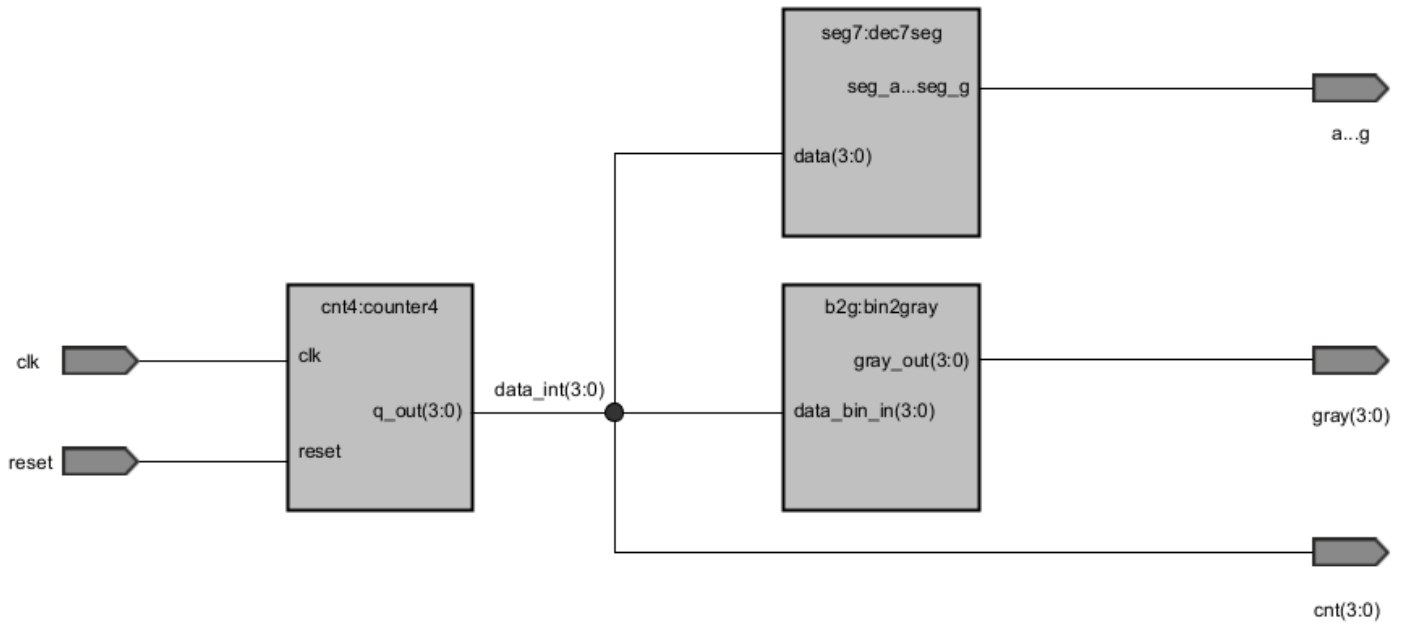 seg7:dec7seg
seg_a...seg_g
a...g
data(3:0)
cnt4:counter4
b2g:bin2gray
clk
clk
gray_out(3:0)
data_int(3:0)
q_out(3:0)
data_bin_in(3:0)
gray(3:0)
reset
reset
cnt(3:0)